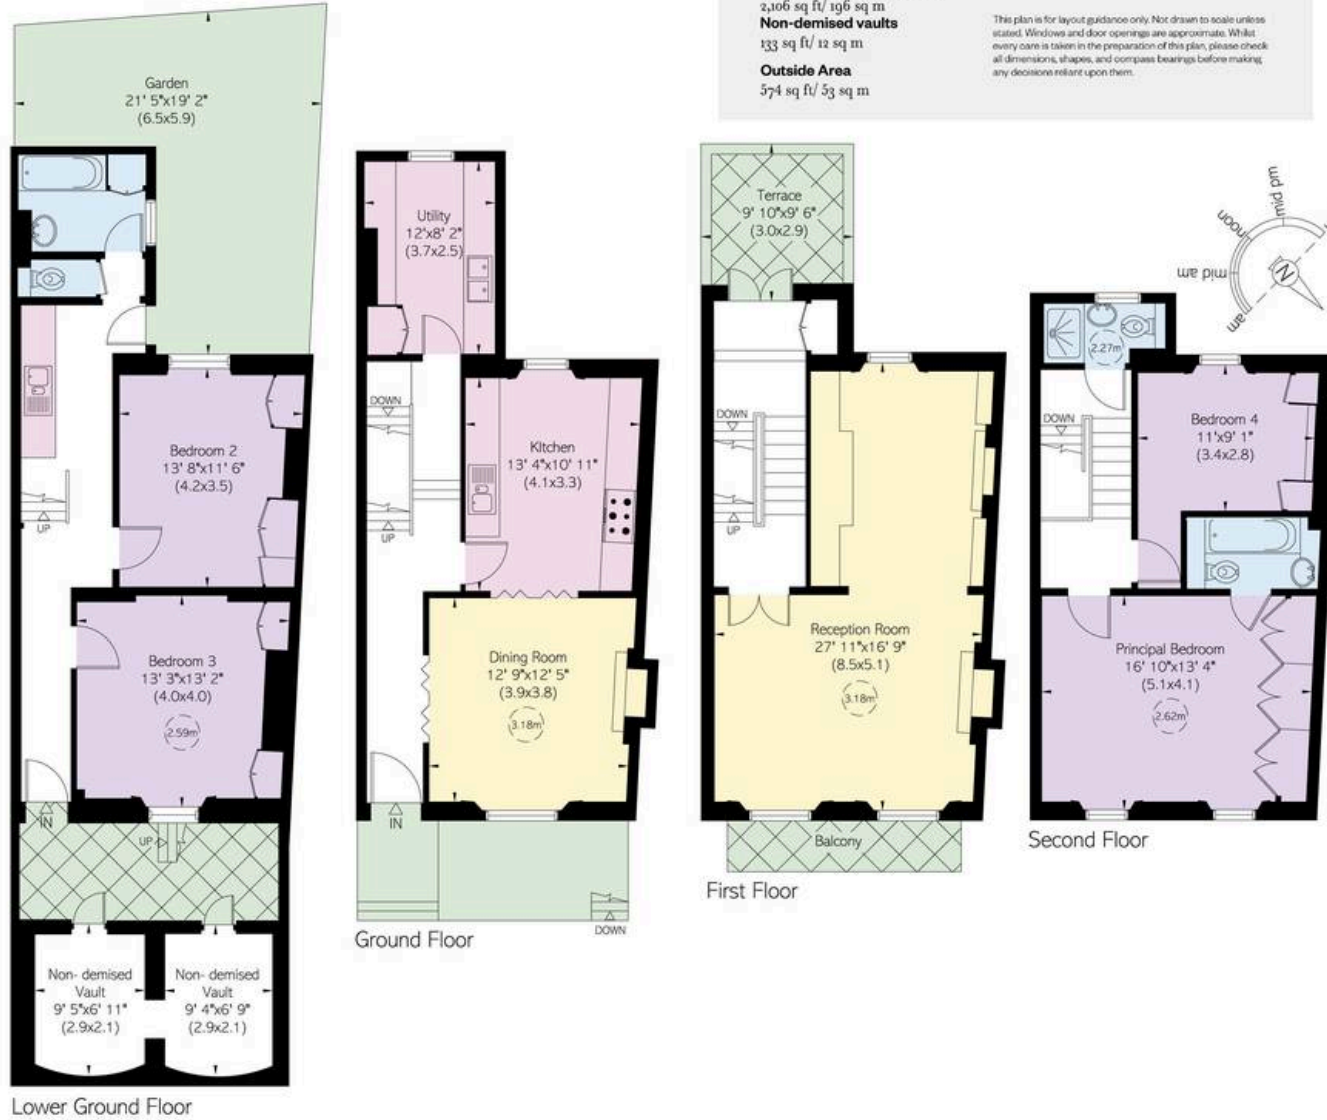 2,106 sq ft/ 196 sq m
Non-demised vaults
133 sq ft/ 12 sq m
Outside Area
574 sq ft/ 53 sq m
This plan is for layout guidance only. Not drawn to scale unless
stated. Windows and door openings are approximate. Whilst
every care is taken in the preparation of this plan, please check
all dimensions, shapes, and compass bearings before making
any decisions reliant upon them.
am
mid am
noon
mid pm
N
Garden
21' 5"x19' 2"
(6.5x5.9)
UP
Bedroom 2
13' 8"x11' 6"
(4.2x3.5)
Bedroom 3
13' 3"x13' 2"
(4.0x4.0)
2.59m
IN
UP
Non- demised
Vault
9' 5"x6' 11"
(2.9x2.1)
Non- demised
Vault
9' 4"x6' 9"
(2.9x2.1)
Lower Ground Floor
Utility
12'x8' 2"
(3.7x2.5)
DOWN
UP
KItchen
13' 4"x10' 11"
(4.1x3.3)
Dining Room
12' 9"x12' 5"
(3.9x3.8)
3.18m
IN
DOWN
Ground Floor
Terrace
9' 10"x9' 6"
(3.0x2.9)
DOWN
UP
Reception Room
27' 11"x16' 9"
(8.5x5.1)
3.18m
Balcony
First Floor
2.27m
DOWN
Bedroom 4
11'x9' 1"
(3.4x2.8)
Principal Bedroom
16' 10"x13' 4"
(5.1x4.1)
2.62m
Second Floor